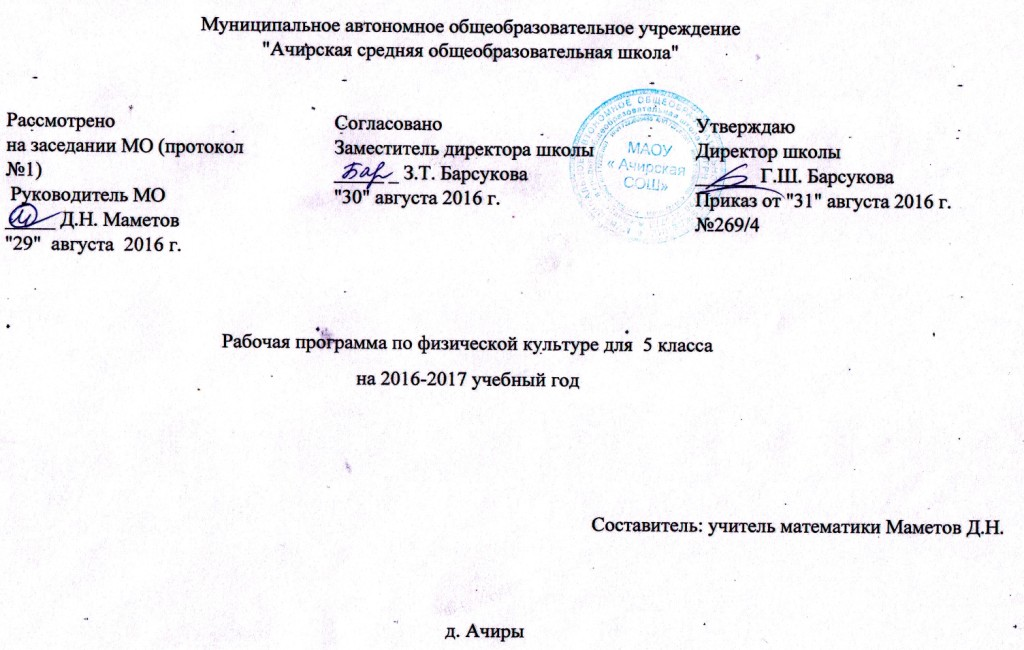 Муниципальное автономное общеобразовательное учреждение
"Ачирская средняя общеобразовательная школа"
Рассмотрено
на заседании МО (протокол
№1)
Руководитель МО
_____ Д.Н. Маметов
"29" августа 2016 г.
Согласовано
Заместитель директора школы
Бар_ З.Т. Барсукова
"30" августа 2016 г.
МАОУ
« Ачирская
СОШ»
Утверждаю
Директор школы
______ Г.Ш. Барсукова
Приказ от "31" августа 2016 г.
№269/4
Рабочая программа по физической культуре для 5 класса
на 2016-2017 учебный год
Составитель: учитель математики Маметов Д.Н.
д. Ачиры